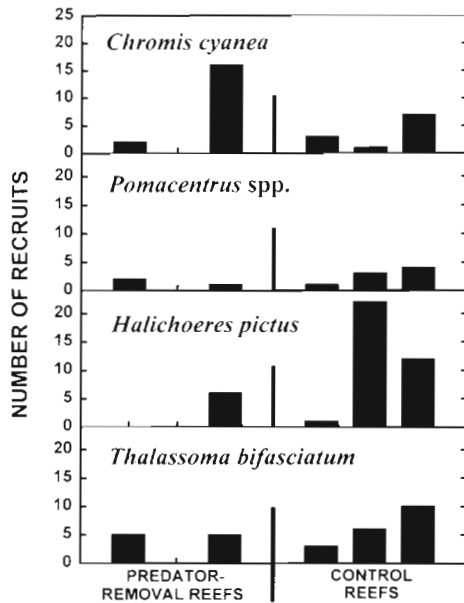 NUMBER OF RECRUITS
25
20
15
10
5
0
Chromis cyanea
20
15
10
5
0
Pomacentrus spp.
20
15
10
5
0
Halichoeres pictus
20
15
10
5
0
Thalassoma bifasciatum
PREDATOR-
REMOVAL REEFS
CONTROL
REEFS